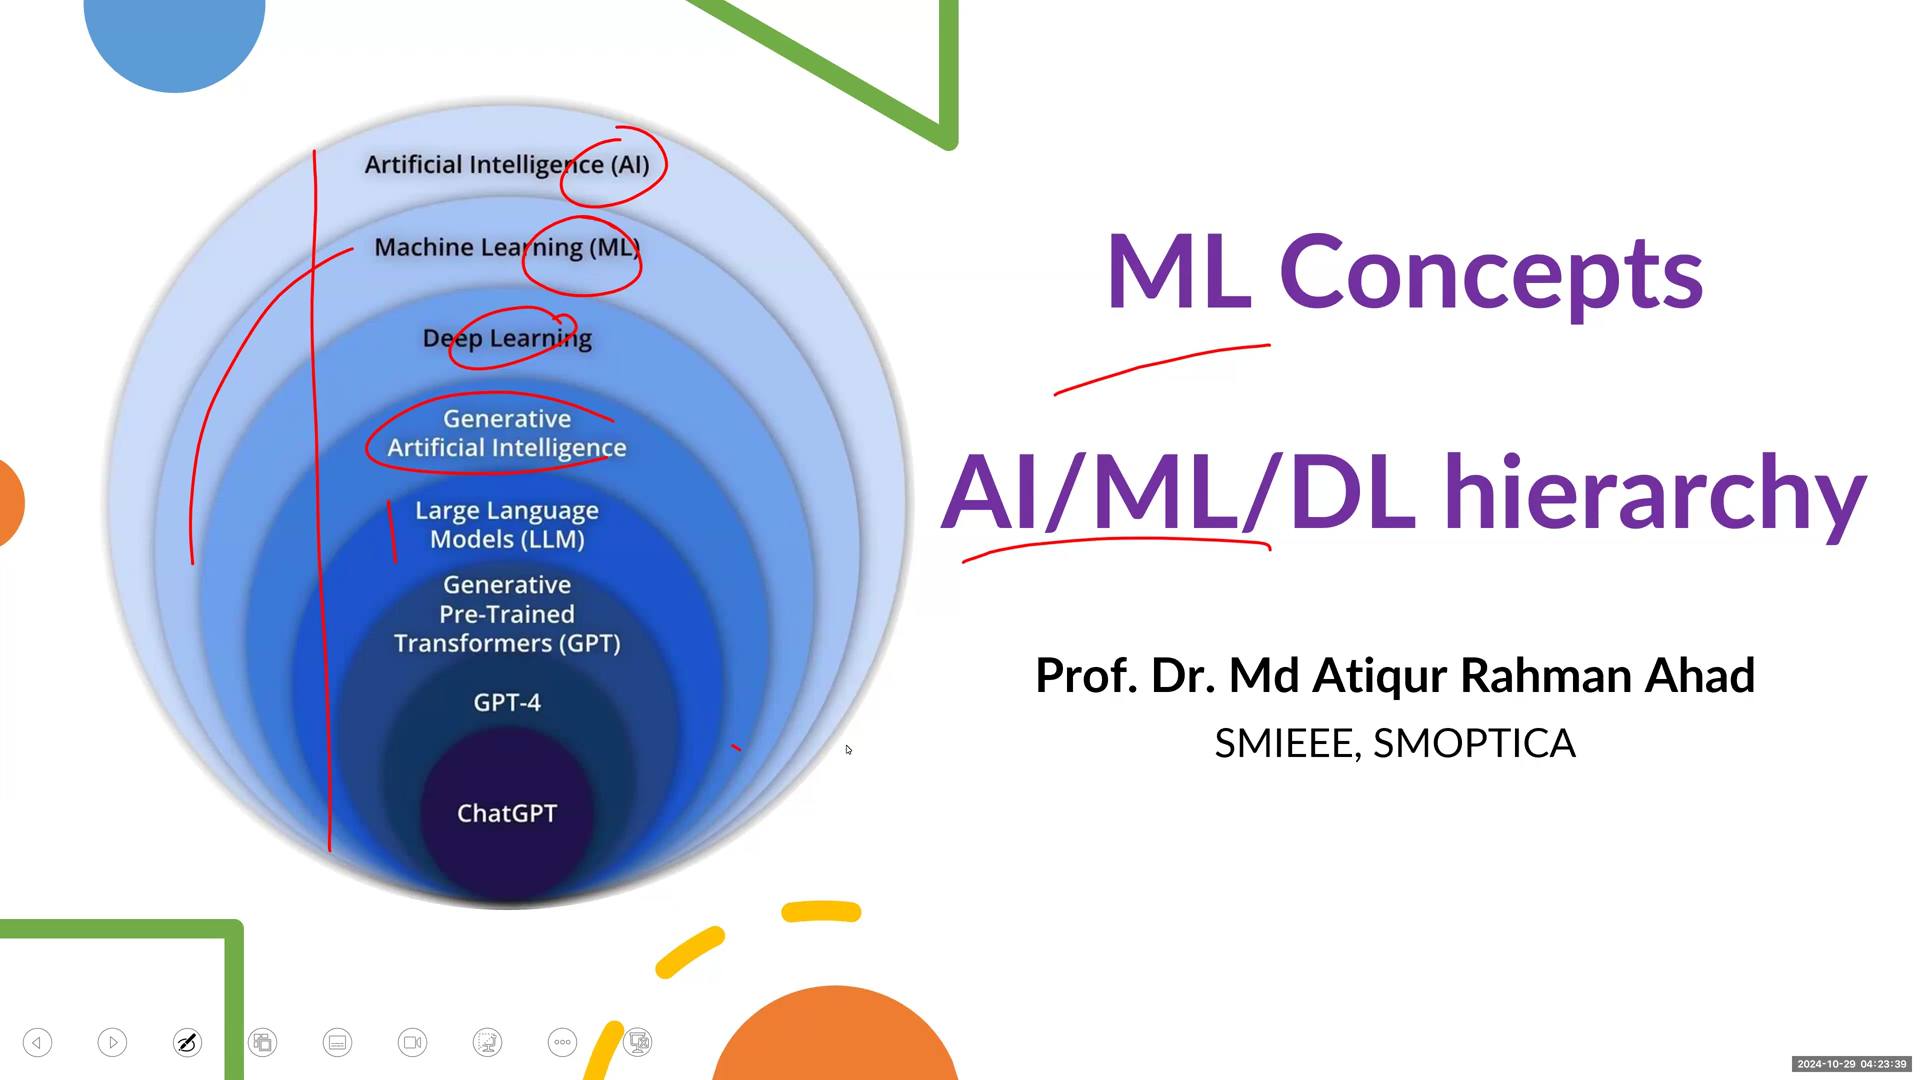 Artificial Intelligence (AI)
Machine Learning (ML)
Deep Learning
Generative
Artificial Intelligence
Large Language
Models (LLM)
Generative
Pre-Trained
Transformers (GPT)
GPT-4
ChatGPT
ML Concepts
AI/ML/DL hierarchy
Prof. Dr. Md Atiqur Rahman Ahad
SMIEEE, SMOPTICA
2024-10-29 04:23:39